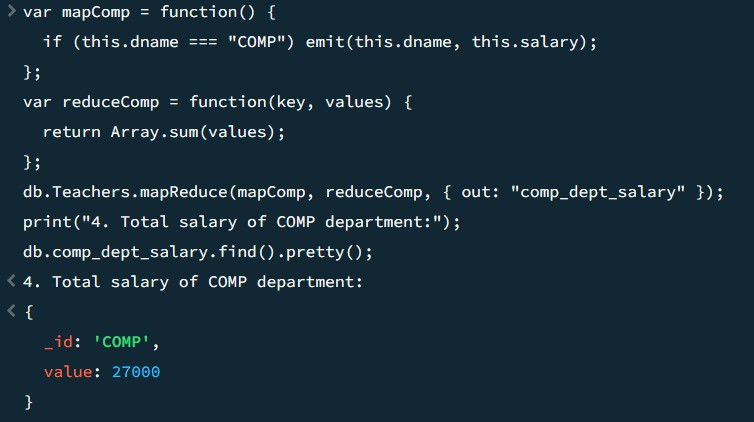 > var mapComp = function() {
if (this.dname === "COMP") emit(this.dname, this.salary);
};
var reduceComp = function(key, values) {
return Array.sum(values);
};
db.Teachers.mapReduce(mapComp, reduceComp, { out: "comp_dept_salary" });
print("4. Total salary of COMP department:");
db.comp_dept_salary.find().pretty();
< 4. Total salary of COMP department:
< {
_id: 'COMP',
value: 27000
}